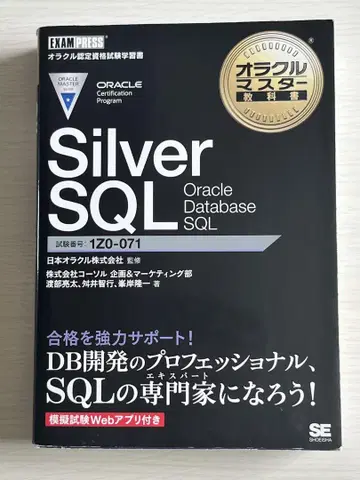 EXAMPRESS
オラクル認定資格試験学習書
ORACLE MASTER
ORACLE
Certification
Program
オラクル
マスター
教科書
Silver
SQL
Oracle
Database
SQL
試験番号: 1Z0-071
日本オラクル株式会社 監修
株式会社コーソル 企画&マーケティング部
渡部亮太、舛井智行、峯岸隆一 著
合格を強力サポート!
DB開発のプロフェッショナル、
エキスパート
SQLの専門家になろう!
模擬試験Webアプリ付き
SE
SHOEISHA